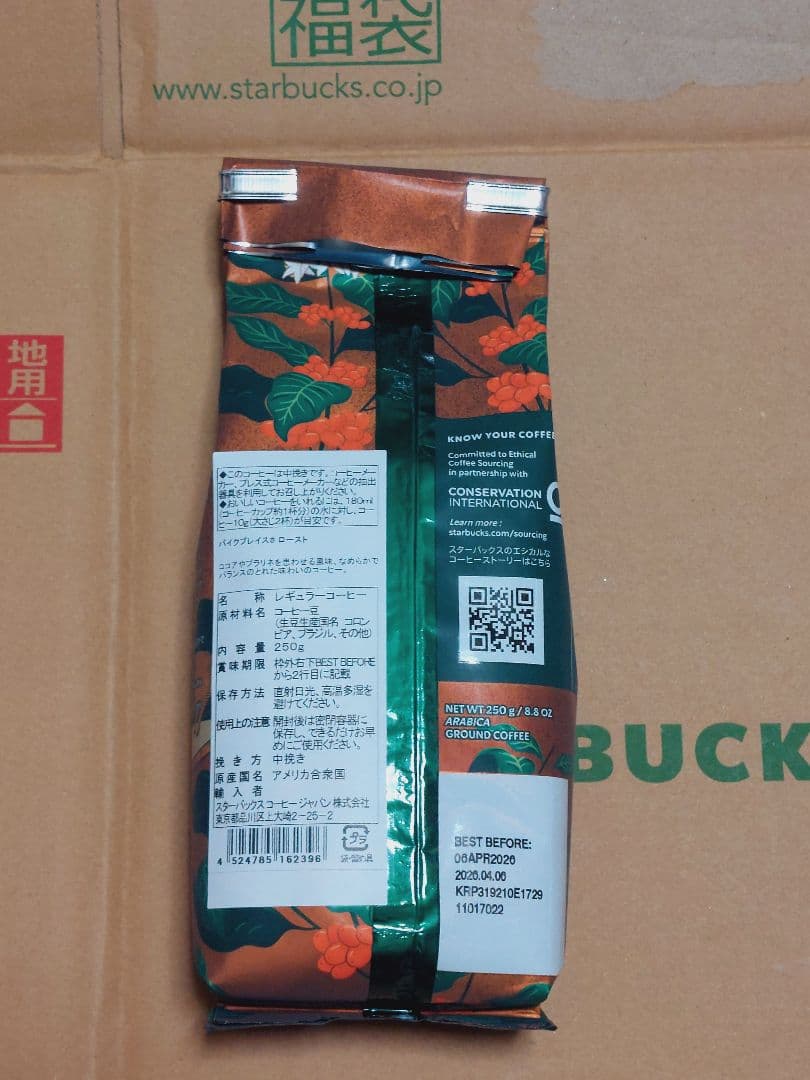 福袋
www.starbucks.co.jp
地
用
KNOW YOUR COFFEE
Committed to Ethical
Coffee Sourcing
in partnership with
CONSERVATION
INTERNATIONAL
Learn more :
starbucks.com/sourcing
スターバックスのエシカルな
コーヒーストーリーはこちら
◆このコーヒーは中挽きです。コーヒーメー
カー、プレス式コーヒーメーカーなどの抽出
器具を利用してお召し上がりください。
◆おいしいコーヒーをいれるには、180ml
(コーヒーカップ約1杯分)の水に対し、コー
ヒー10g(大さじ2杯)が目安です。
パイクプレイス® ロースト
ココアやプラリネを思わせる風味、なめらかで
バランスのとれた味わいのコーヒー。
名 称 レギュラーコーヒー
原材料名 コーヒー豆
(生豆生産国名 コロン
ビア、ブラジル、その他)
内容量 250g
賞味期限 枠外右下BEST BEFORE
から2行目に記載
保存方法 直射日光、高温多湿を
避けてください。
使用上の注意 開封後は密閉容器に
保存し、できるだけお早
めにご使用ください。
挽き方 中挽き
原産国名 アメリカ合衆国
輸入者
スターバックス コーヒー ジャパン 株式会社
東京都品川区上大崎2-25-2
4 524785 162396
プラ
NET WT 250 g / 8.8 OZ
ARABICA
GROUND COFFEE
BUCK
BEST BEFORE:
06APR2026
2026.04.06
KRP319210E1729
11017022